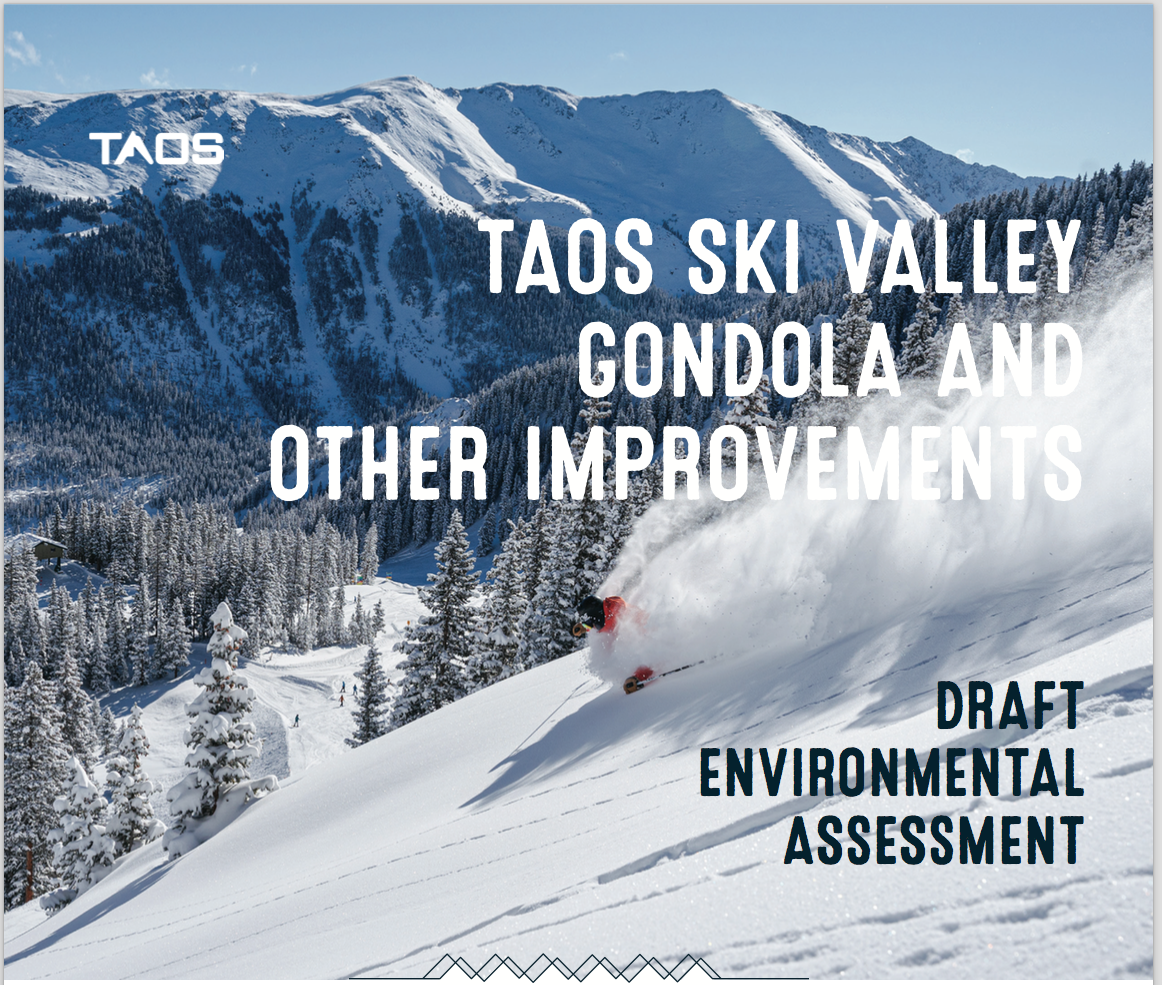 TAOS
TAOS SKI VALLEY
GONDOLA AND
OTHER IMPROVEMENTS
DRAFT
ENVIRONMENTAL
ASSESSMENT